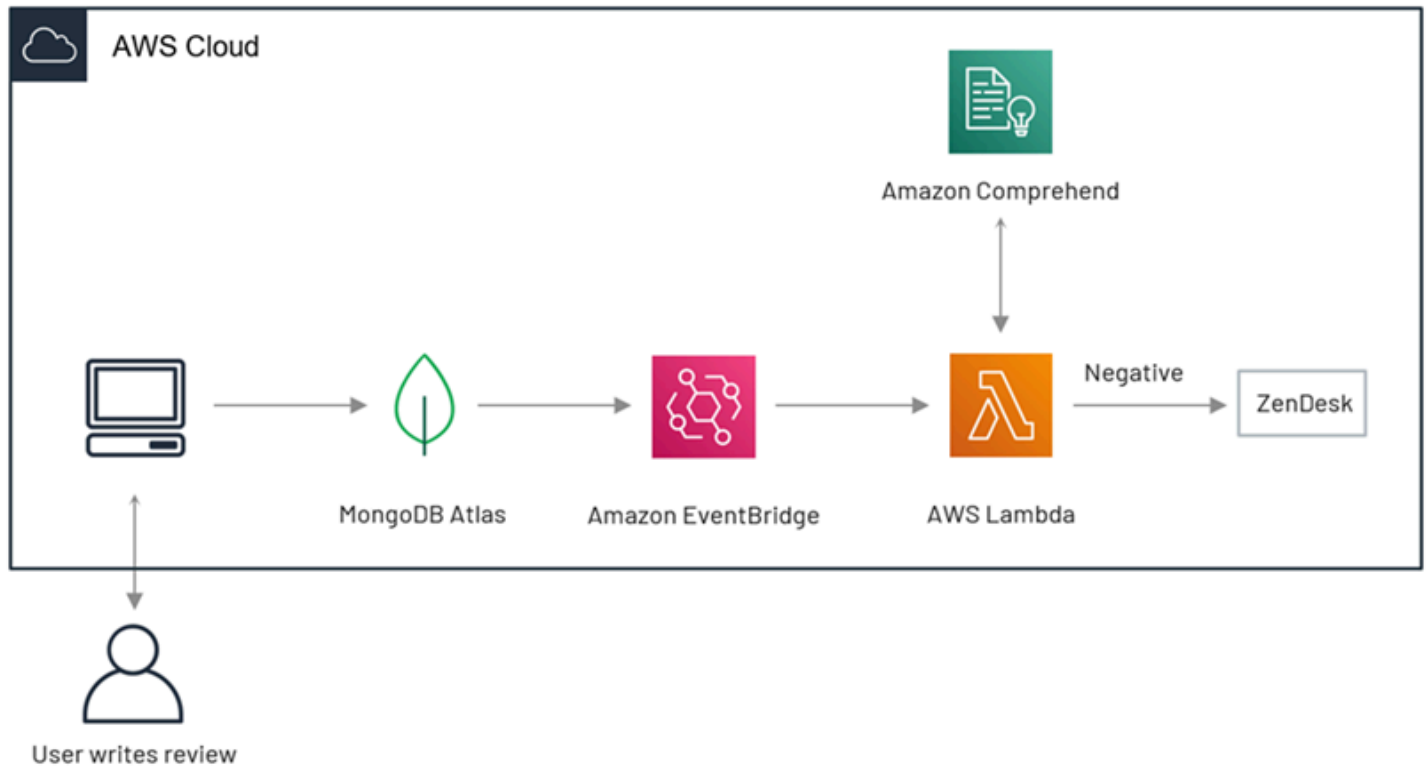 AWS Cloud
Amazon Comprehend
Negative
ZenDesk
MongoDB Atlas
Amazon EventBridge
AWS Lambda
User writes review